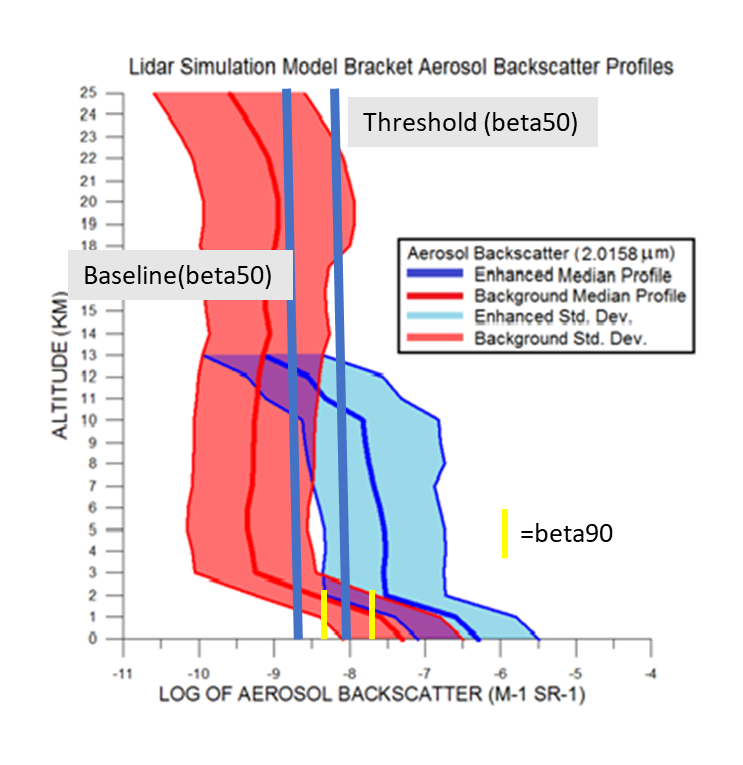 Lidar Simulation Model Bracket Aerosol Backscatter Profiles
25
24
23
22
21
20
19
18
15
14
13
12
11
10
9
8
7
6
5
4
3
2
1
0
ALTITUDE (KM)
Threshold (beta50)
Baseline(beta50)
Aerosol Backscatter (2.0158 μm)
Enhanced Median Profile
Background Median Profile
Enhanced Std. Dev.
Background Std. Dev.
=beta90
-11 -10 -9 -8 -7 -6 -5 -4
LOG OF AEROSOL BACKSCATTER (M-1 SR-1)